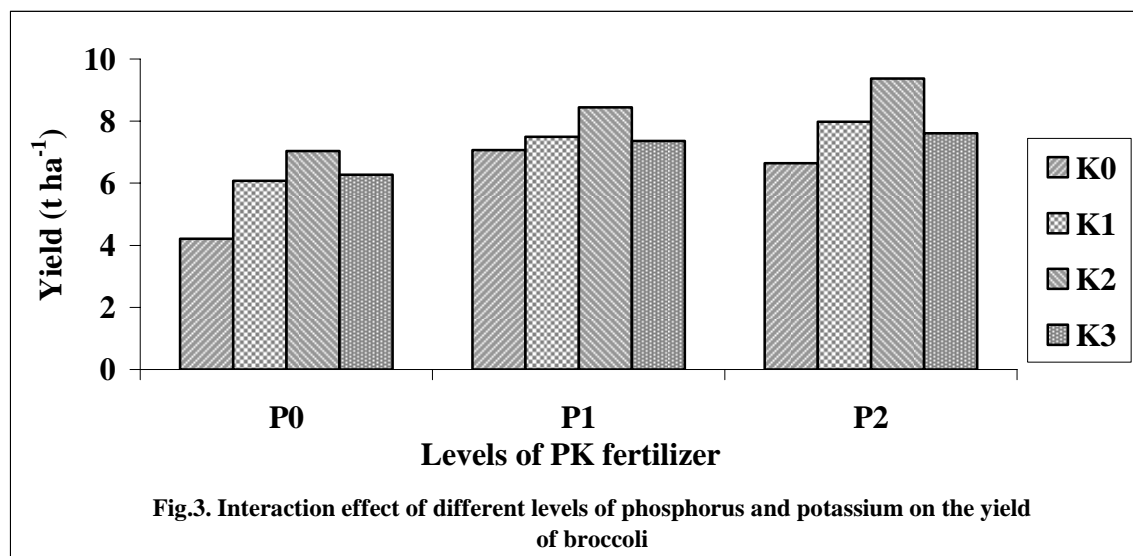 10
8
6
4
2
0
Yield (t ha-1)
P0 P1 P2
Levels of PK fertilizer
K0
K1
K2
K3
Fig.3. Interaction effect of different levels of phosphorus and potassium on the yield
of broccoli